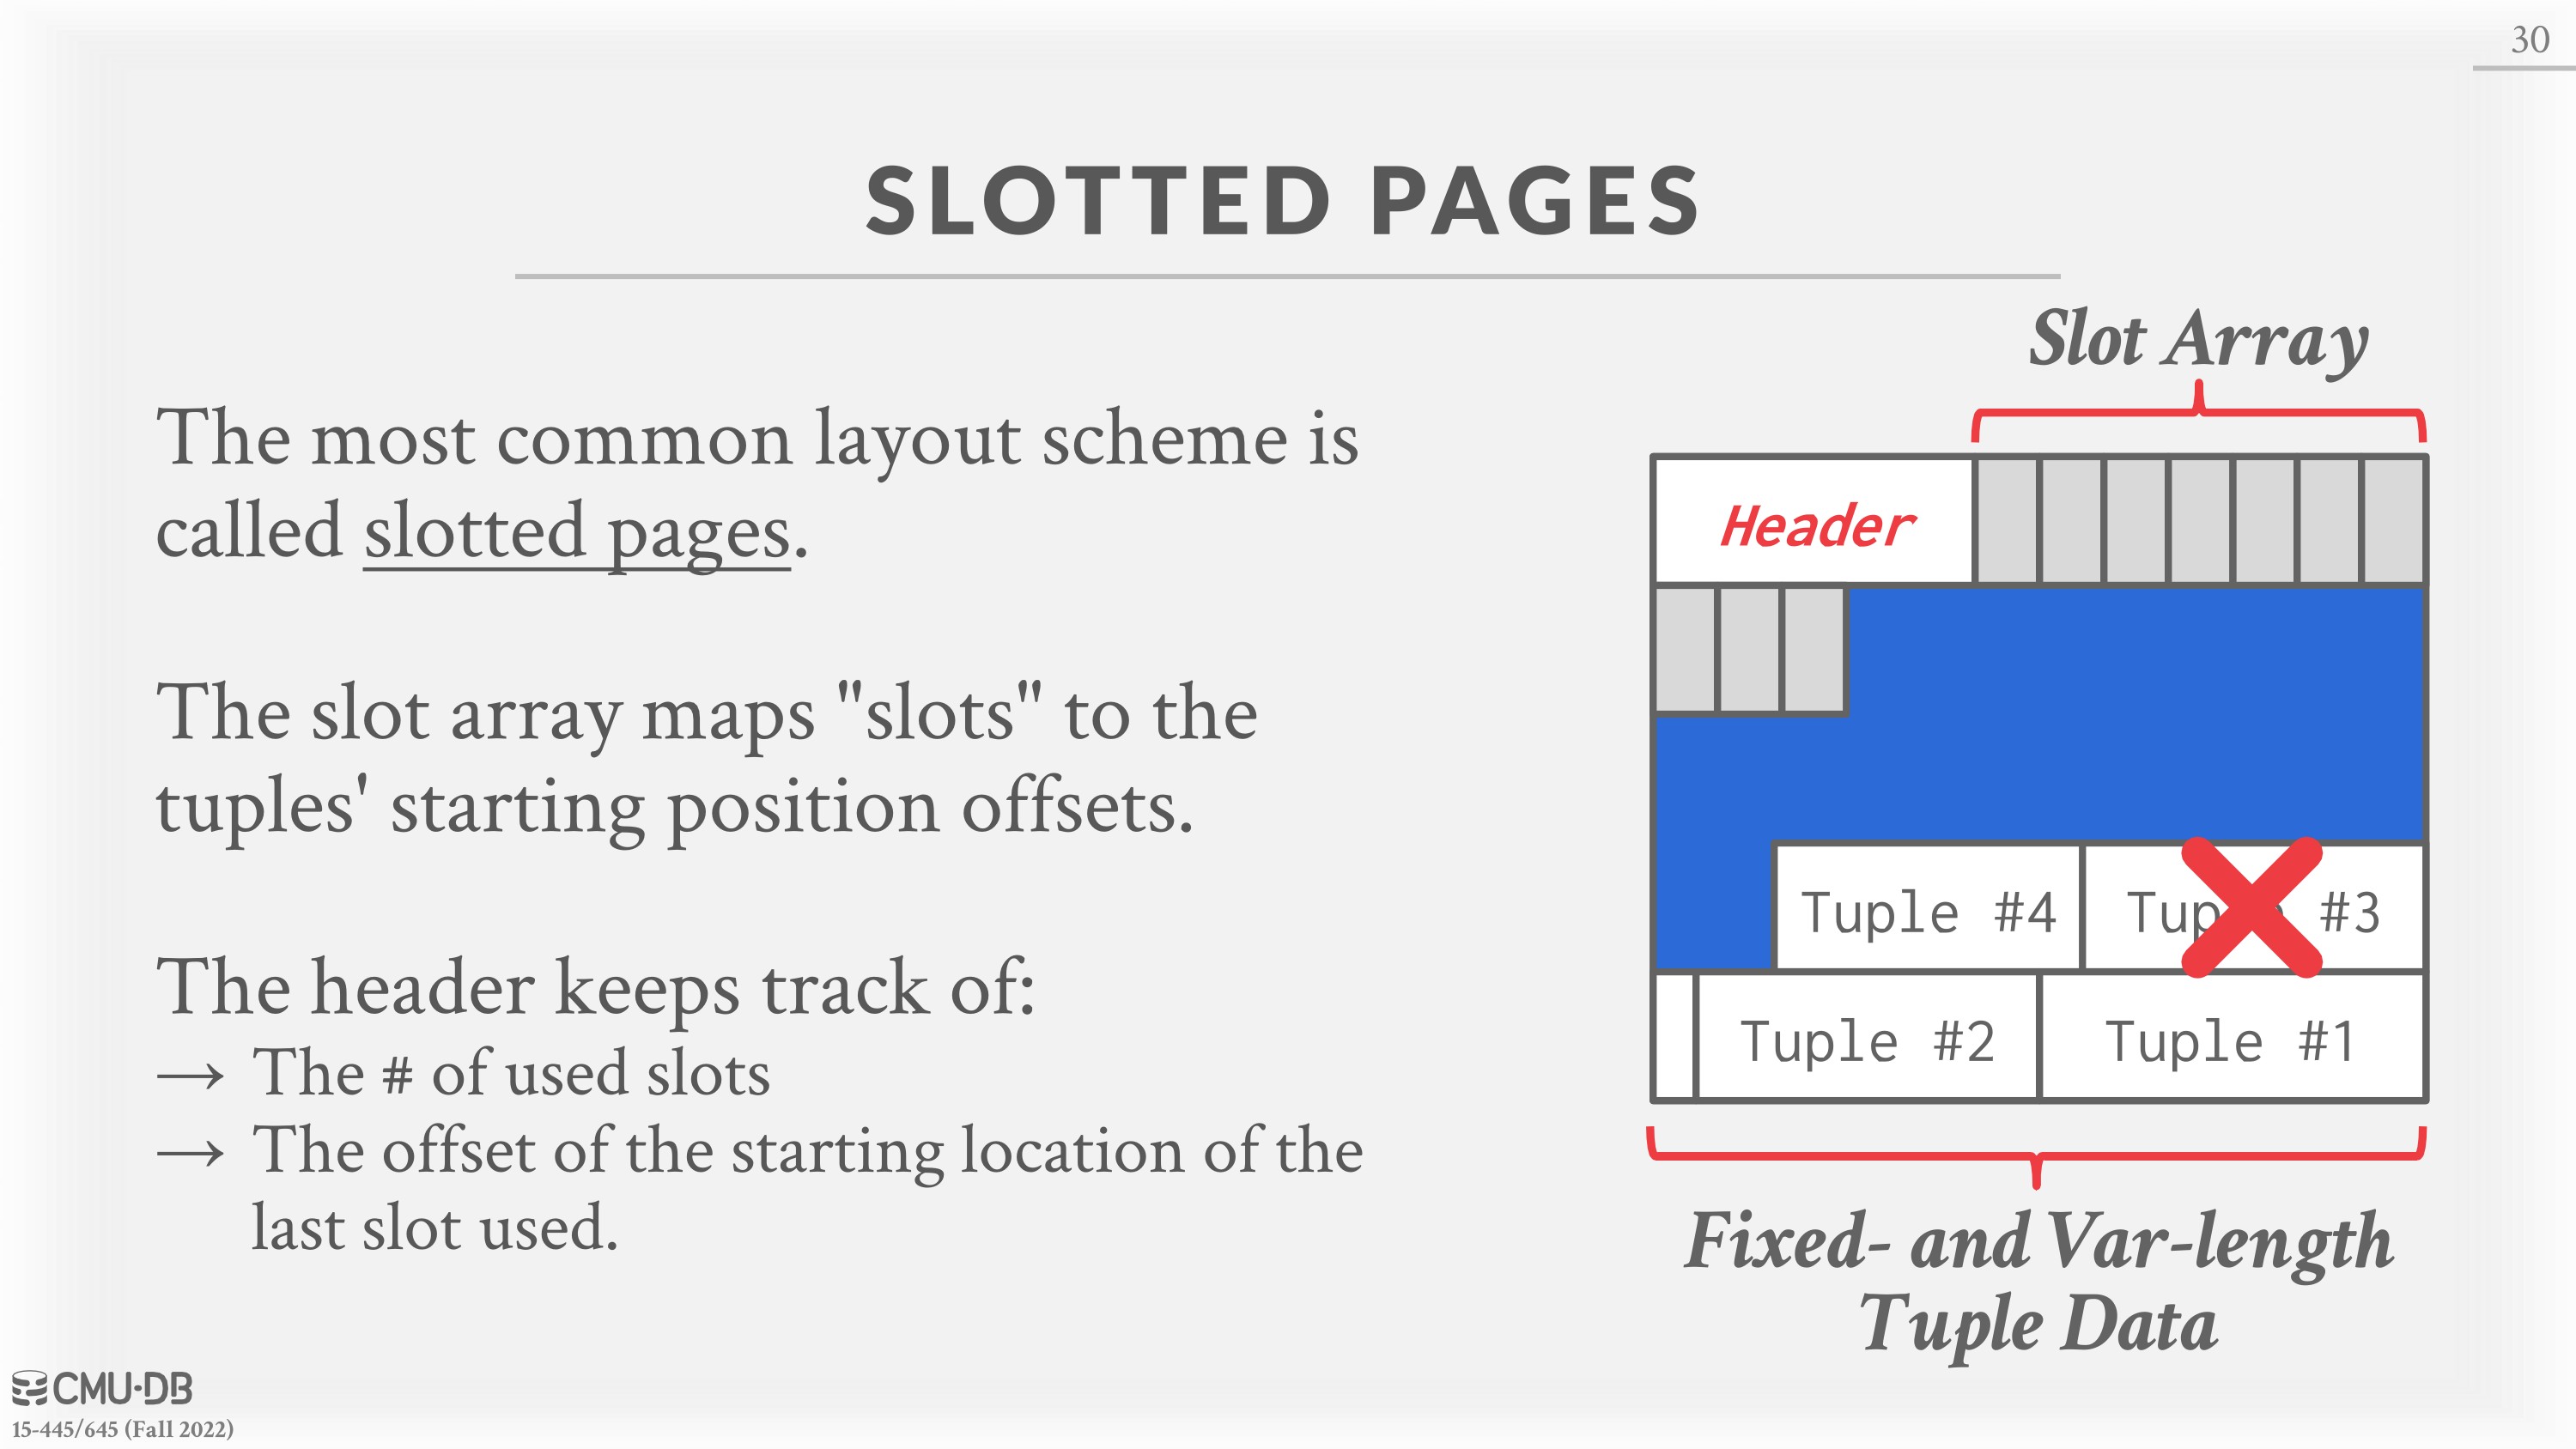 30
SLOTTED PAGES
The most common layout scheme is
called slotted pages.
The slot array maps "slots" to the
tuples' starting position offsets.
The header keeps track of:
→ The # of used slots
→ The offset of the starting location of the
last slot used.
Slot Array
Header
Tuple #4
#3
Tuple #2
Tuple #1
Fixed- and Var-length
Tuple Data
CMU·DB
15-445/645 (Fall 2022)